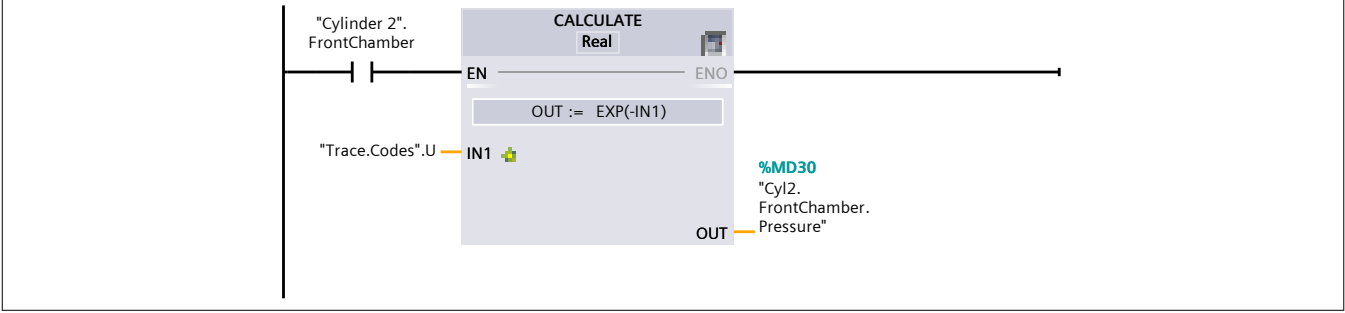 "Cylinder 2".
FrontChamber
CALCULATE
Real
EN
ENO
OUT := EXP(-IN1)
"Trace.Codes".U
IN1
%MD30
"Cyl2.
FrontChamber.
Pressure"
OUT